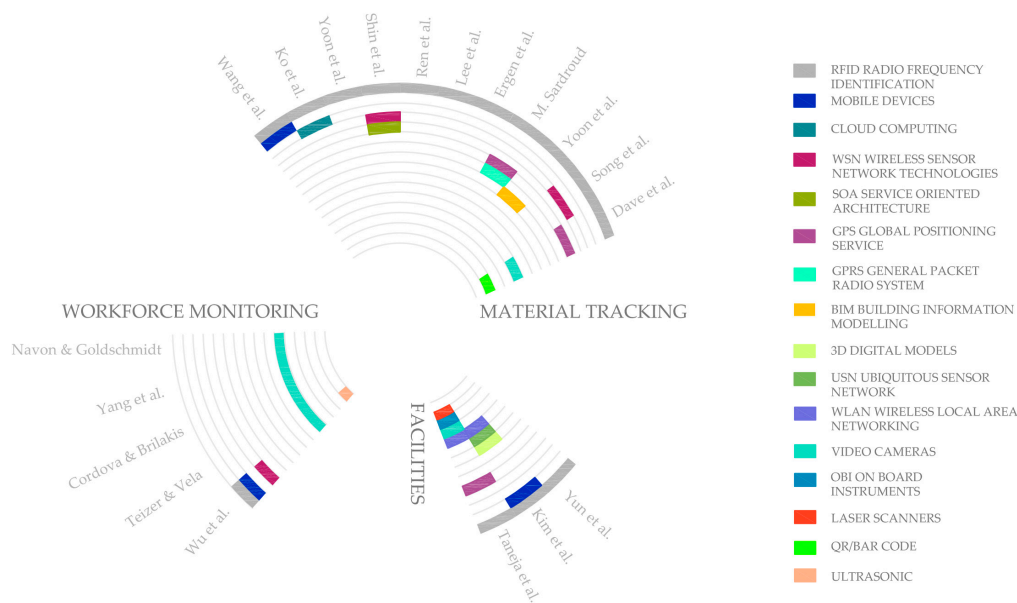 Wang et al.
Ko et al.
Yoon et al.
Shin et al.
Ren et al.
Lee et al.
Ergen et al.
M. Sardroud
Yoon et al.
Song et al.
Dave et al.
WORKFORCE MONITORING
MATERIAL TRACKING
Navon & Goldschmidt
Yang et al.
Cordova & Brilakis
Teizer & Vela
Wu et al.
FACILITIES
Taneja et al.
Kim et al.
Yun et al.
RFID RADIO FREQUENCY
IDENTIFICATION
MOBILE DEVICES
CLOUD COMPUTING
WSN WIRELESS SENSOR
NETWORK TECHNOLOGIES
SOA SERVICE ORIENTED
ARCHITECTURE
GPS GLOBAL POSITIONING
SERVICE
GPRS GENERAL PACKET
RADIO SYSTEM
BIM BUILDING INFORMATION
MODELLING
3D DIGITAL MODELS
USN UBIQUITOUS SENSOR
NETWORK
WLAN WIRELESS LOCAL AREA
NETWORKING
VIDEO CAMERAS
OBI ON BOARD
INSTRUMENTS
LASER SCANNERS
QR/BAR CODE
ULTRASONIC